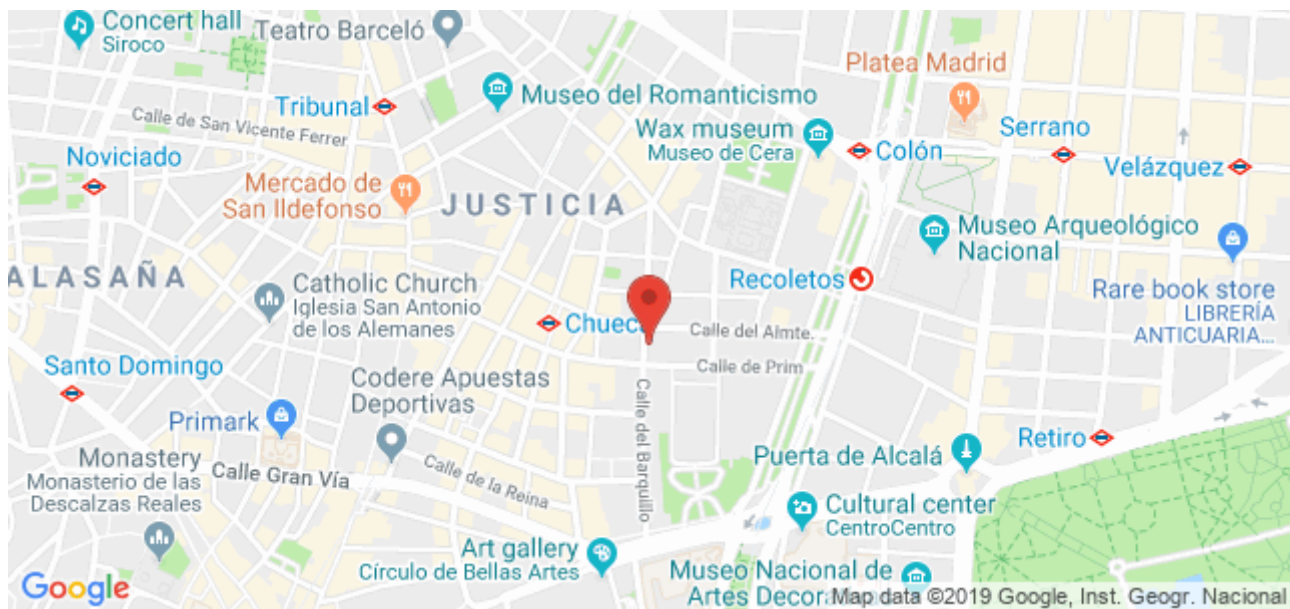 Concert hall
Siroco
Teatro Barceló
Platea Madrid
Museo del Romanticismo
Tribunal
Calle de San Vicente Ferrer
Wax museum
Museo de Cera
Colón
Serrano
Noviciado
Velázquez
Mercado de
San Ildefonso
JUSTICIA
Museo Arqueológico
Nacional
ALASAÑA
Catholic Church
Iglesia San Antonio
de los Alemanes
Recoletos
Rare book store
LIBRERÍA
ANTICUARIA...
Chueca
Calle del Almte.
Calle de Prim
Santo Domingo
Codere Apuestas
Deportivas
Calle del Barquillo
Primark
Retiro
Monastery
Monasterio de las
Descalzas Reales
Calle Gran Vía
Calle de la Reina
Puerta de Alcalá
Cultural center
CentroCentro
Art gallery
Círculo de Bellas Artes
Museo Nacional de
Artes Decora
Google
Map data ©2019 Google, Inst. Geogr. Nacional